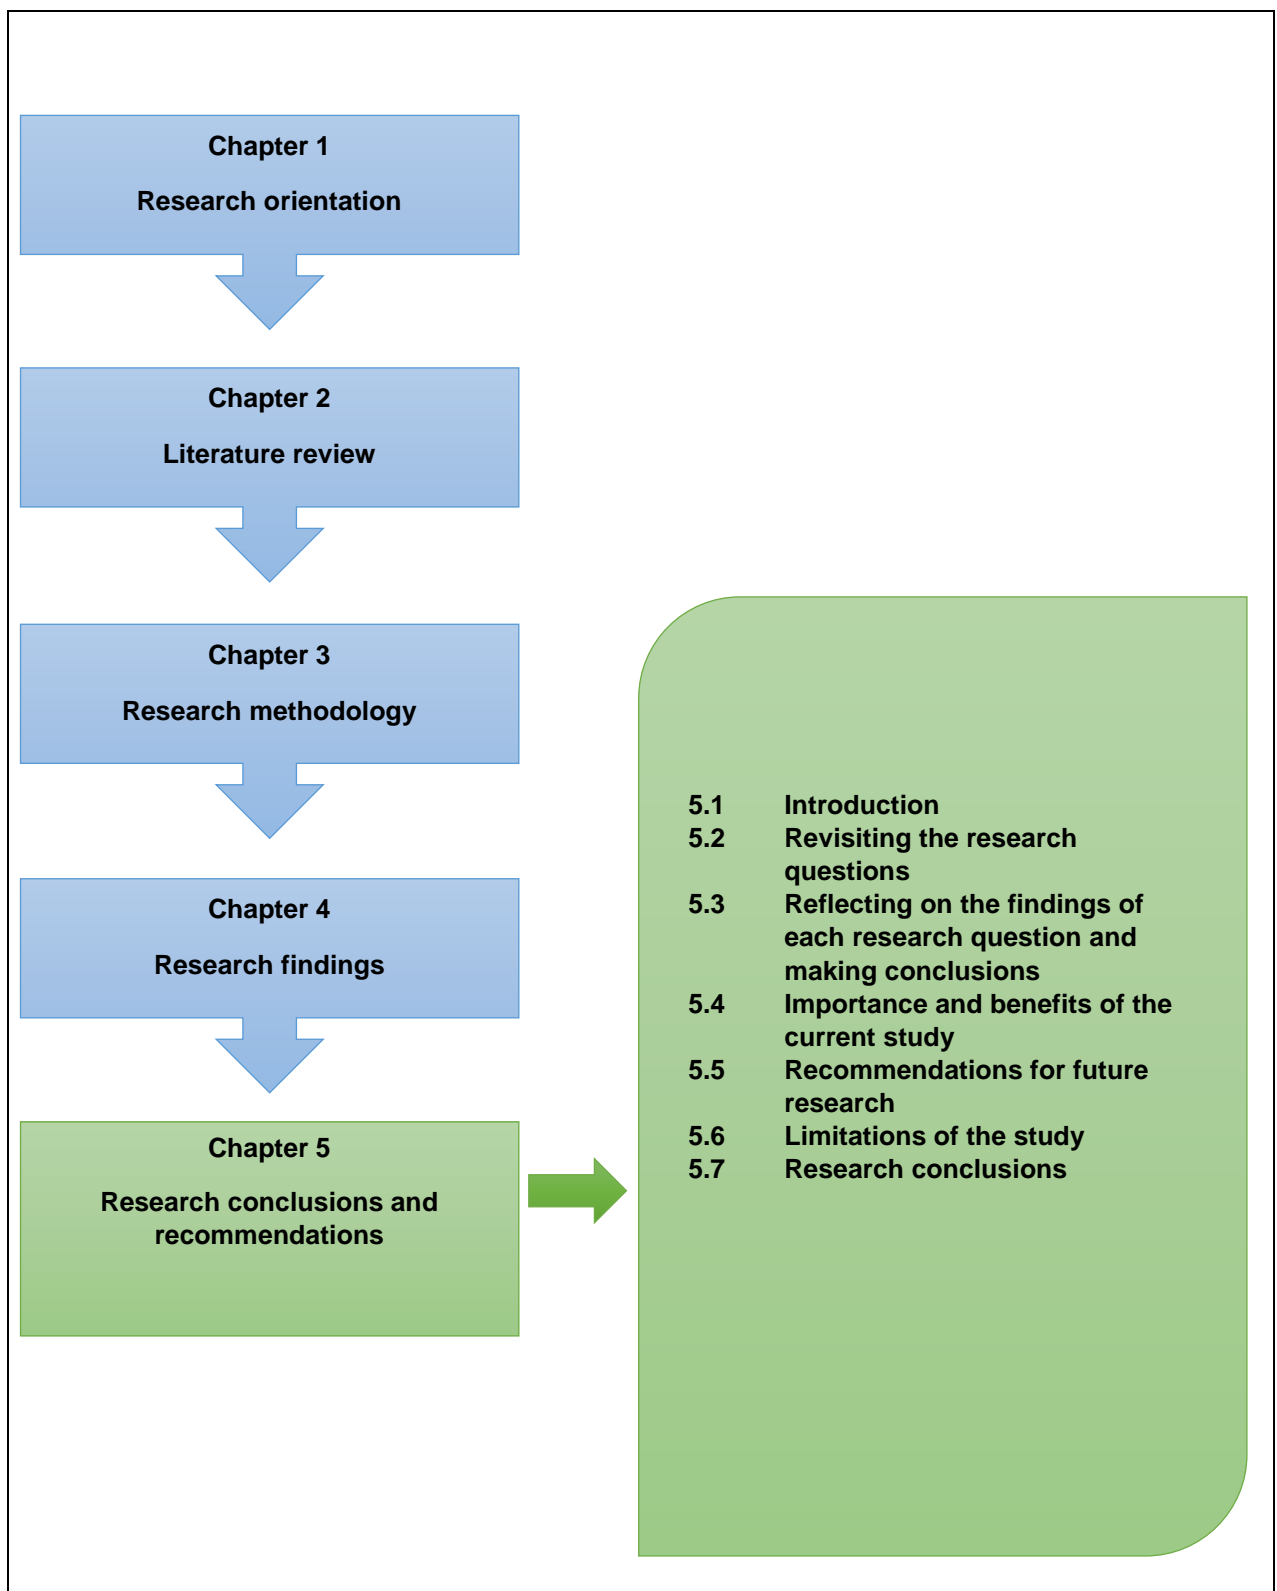 Chapter 1
Research orientation
Chapter 2
Literature review
Chapter 3
Research methodology
Chapter 4
Research findings
Chapter 5
Research conclusions and
recommendations
5.1 Introduction
5.2 Revisiting the research
questions
5.3 Reflecting on the findings of
each research question and
making conclusions
5.4 Importance and benefits of the
current study
5.5 Recommendations for future
research
5.6 Limitations of the study
5.7 Research conclusions